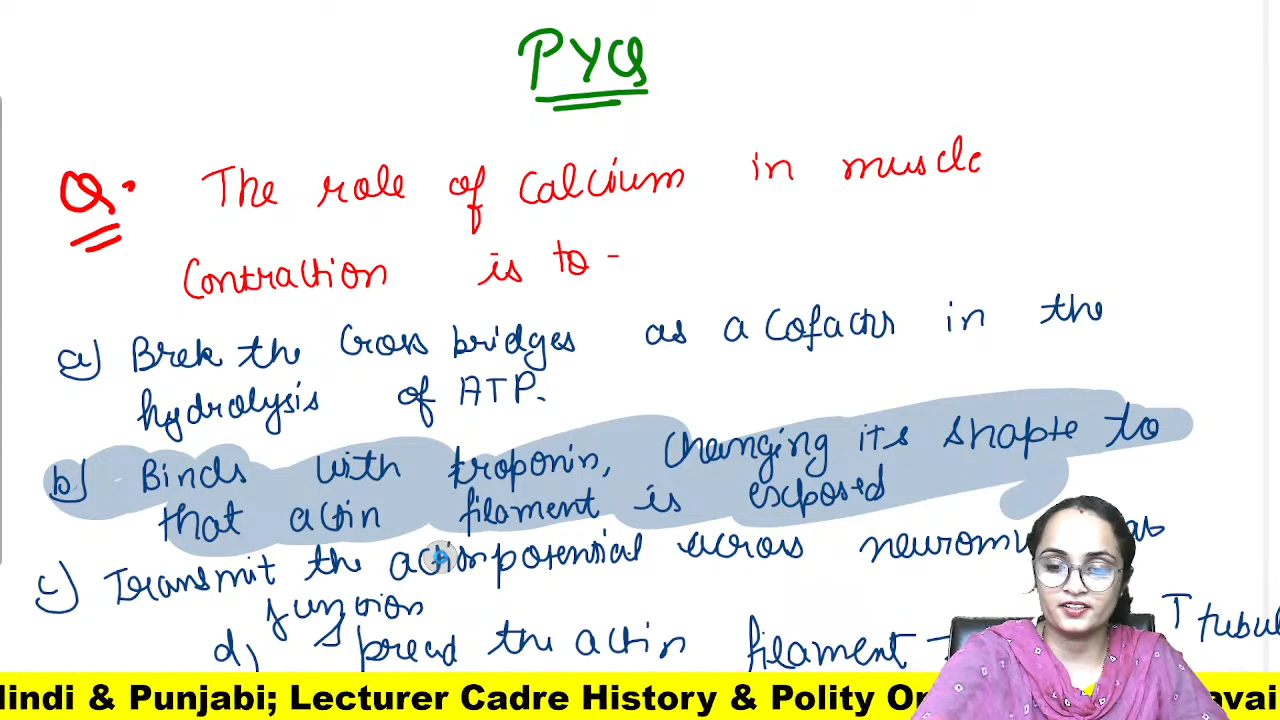 PYQ
Q. The role of Calcium in muscle
Contraction is to -
a) Brek the Cross bridges as a Cofactor in the
hydrolysis of ATP.
b) Binds with troponin, changing its shapte to
that actin filament is exposed
c) Transmit the action potential across
junction
d) Spread the actin filament T tubul
Hindi & Punjabi; Lecturer Cadre History & Polity